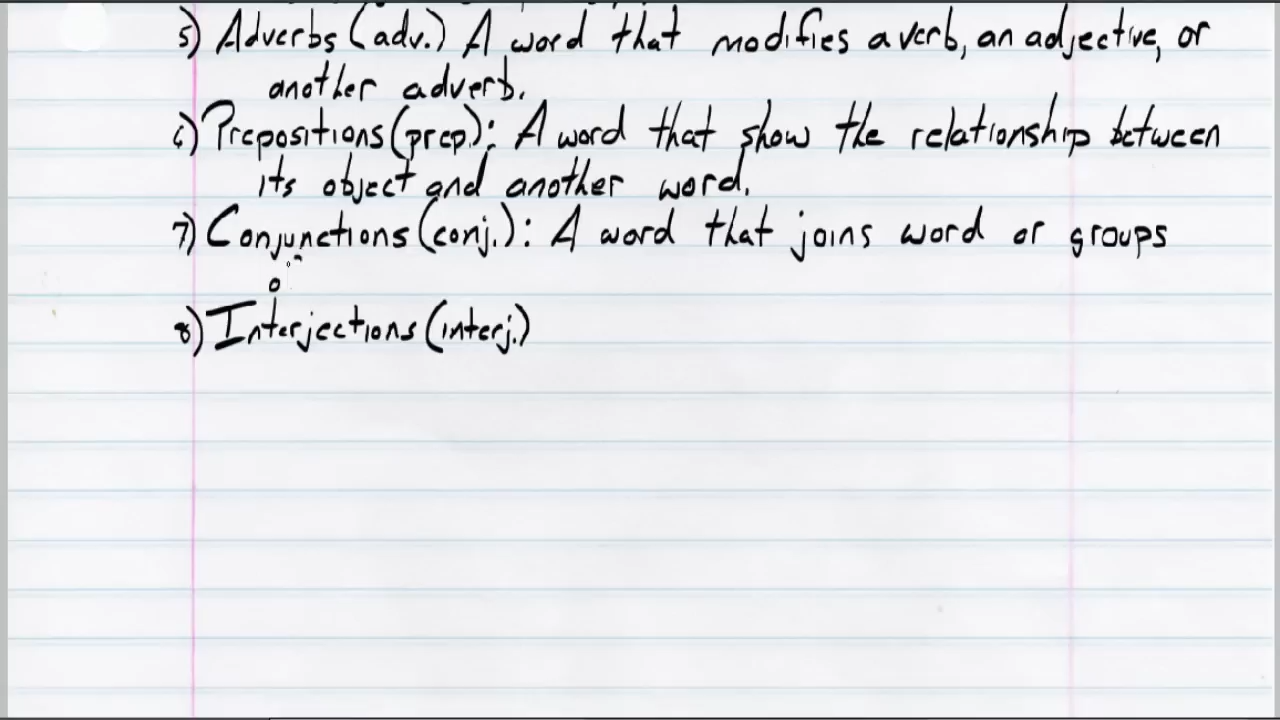 5) Adverbs (adv.) A word that modifies a verb, an adjective, or
another adverb.
6) Prepositions (prep.): A word that show the relationship between
its object and another word.
7) Conjunctions (conj.): A word that joins word or groups
o
8) Interjections (interj.)